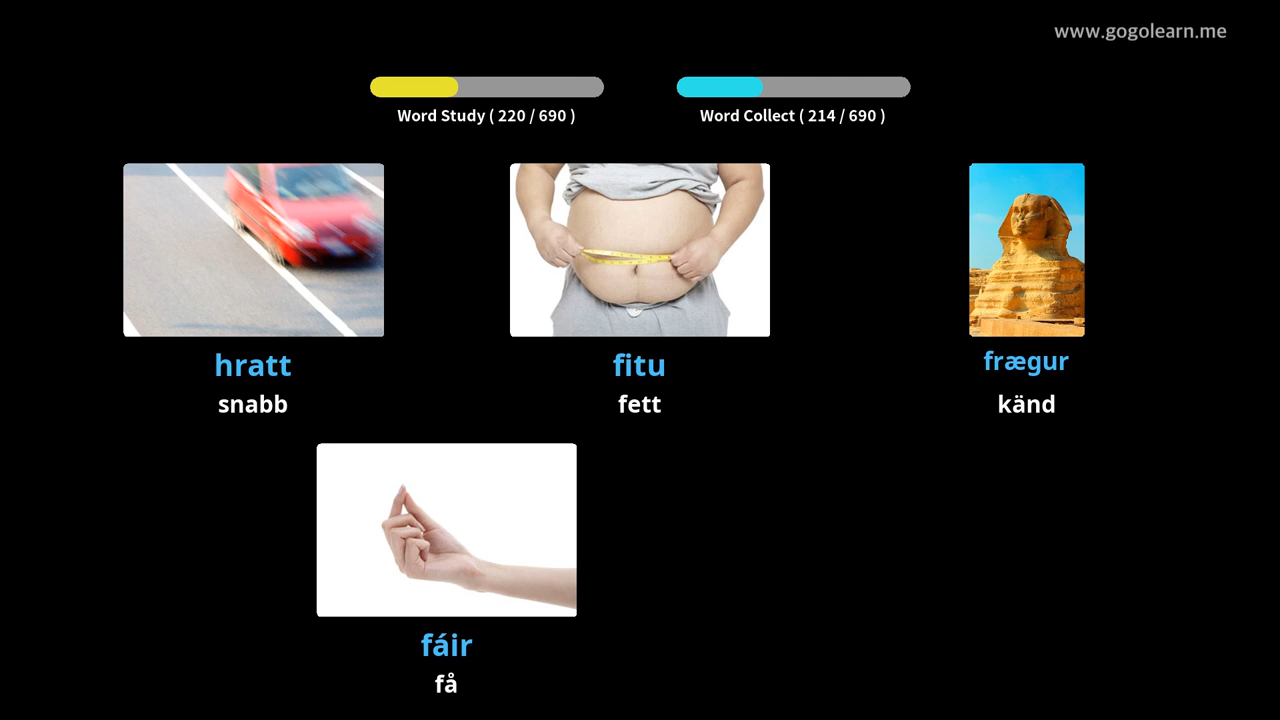 www.gogolearn.me
Word Study ( 220 / 690 )
Word Collect ( 214 / 690 )
hratt
snabb
fitu
fett
frægur
känd
fáir
få